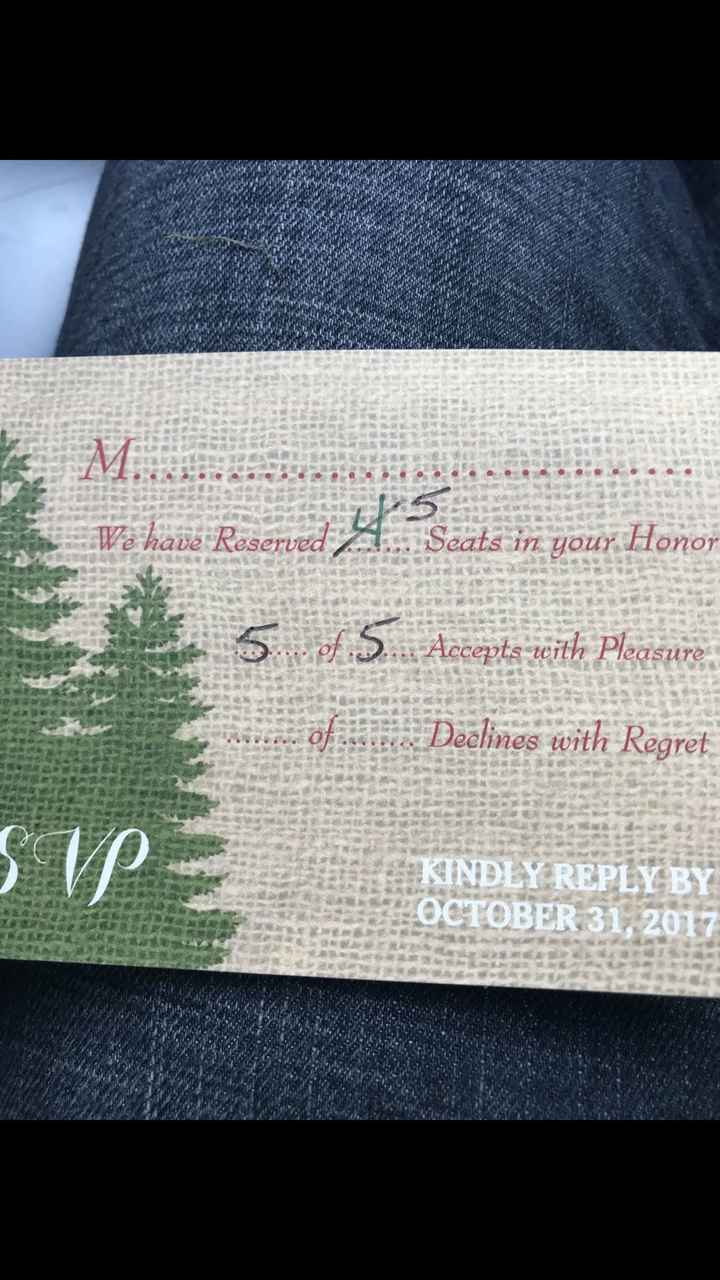 M..............................
We have Reserved 4 5 Seats in your Honor
5 of 5 Accepts with Pleasure
........ of ........ Declines with Regret
SVP
KINDLY REPLY BY
OCTOBER 31, 2017